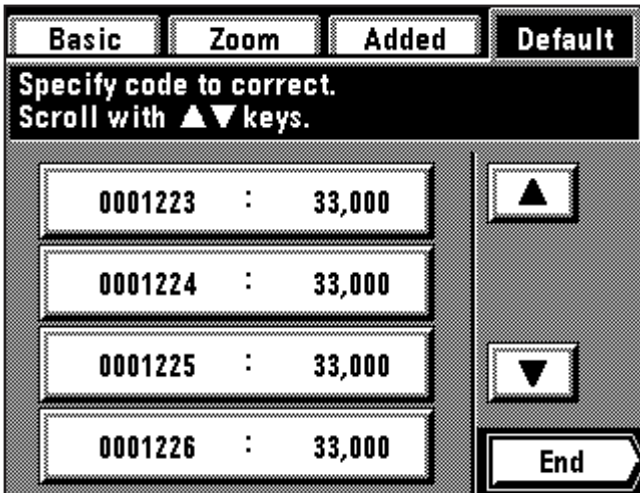 Basic Zoom Added Default
Specify code to correct.
Scroll with ▲▼ keys.
0001223 : 33,000
0001224 : 33,000
0001225 : 33,000
0001226 : 33,000
End